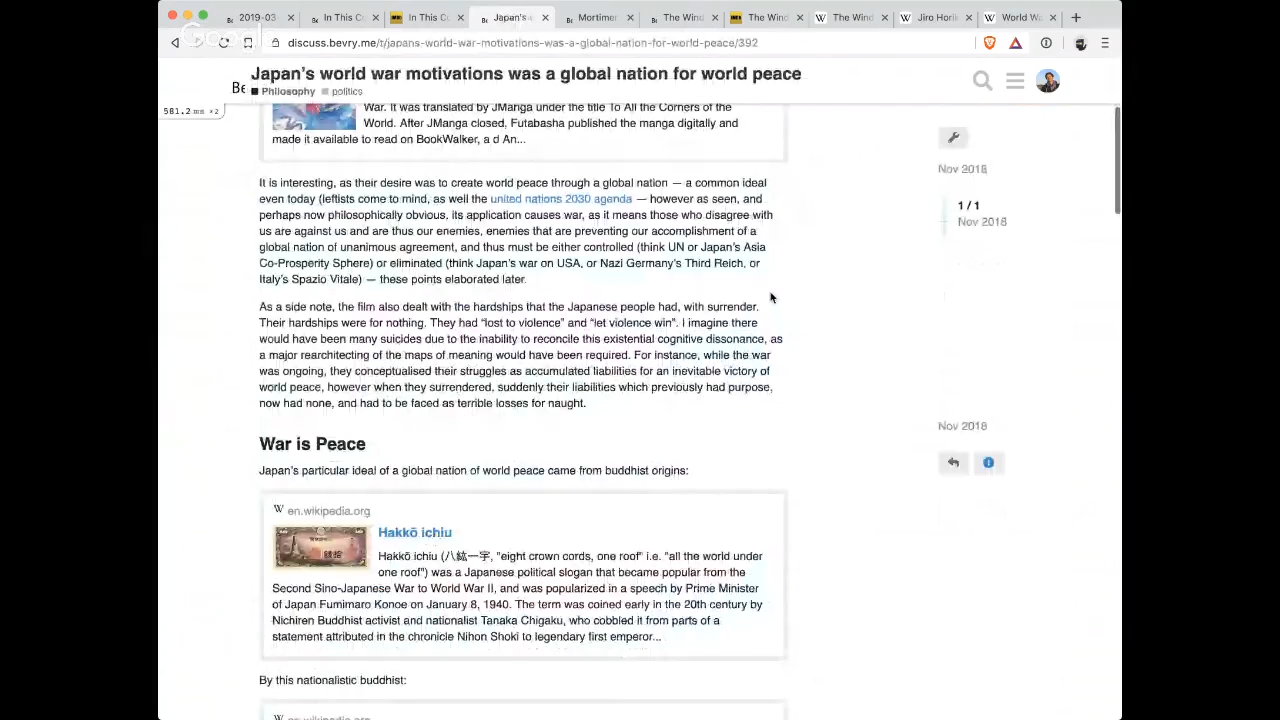 2019-03
In This C
In This C
Japan's
Mortimer
The Wind
The Wind
The Wind
Jiro Hori
World Wa
discuss.bevry.me/t/japans-world-war-motivations-was-a-global-nation-for-world-peace/392
Be
Japan's world war motivations was a global nation for world peace
Philosophy politics
561.2 ms ×2
War. It was translated by JManga under the title To All the Corners of the
World. After JManga closed, Futabasha published the manga digitally and
made it available to read on BookWalker, a d An...
It is interesting, as their desire was to create world peace through a global nation — a common ideal
even today (leftists come to mind, as well the united nations 2030 agenda — however as seen, and
perhaps now philosophically obvious, its application causes war, as it means those who disagree with
us are against us and are thus our enemies, enemies that are preventing our accomplishment of a
global nation of unanimous agreement, and thus must be either controlled (think UN or Japan's Asia
Co-Prosperity Sphere) or eliminated (think Japan's war on USA, or Nazi Germany's Third Reich, or
Italy's Spazio Vitale) — these points elaborated later.
As a side note, the film also dealt with the hardships that the Japanese people had, with surrender.
Their hardships were for nothing. They had “lost to violence” and “let violence win”. I imagine there
would have been many suicides due to the inability to reconcile this existential cognitive dissonance, as
a major rearchitecting of the maps of meaning would have been required. For instance, while the war
was ongoing, they conceptualised their struggles as accumulated liabilities for an inevitable victory of
world peace, however when they surrendered, suddenly their liabilities which previously had purpose,
now had none, and had to be faced as terrible losses for naught.
War is Peace
Japan's particular ideal of a global nation of world peace came from buddhist origins:
W en.wikipedia.org
Hakkō ichiu
Hakkō ichiu (八紘一宇, "eight crown cords, one roof" i.e. "all the world under
one roof") was a Japanese political slogan that became popular from the
Second Sino-Japanese War to World War II, and was popularized in a speech by Prime Minister
of Japan Fumimaro Konoe on January 8, 1940. The term was coined early in the 20th century by
Nichiren Buddhist activist and nationalist Tanaka Chigaku, who cobbled it from parts of a
statement attributed in the chronicle Nihon Shoki to legendary first emperor...
By this nationalistic buddhist:
Nov 2018
1 / 1
Nov 2018
Nov 2018